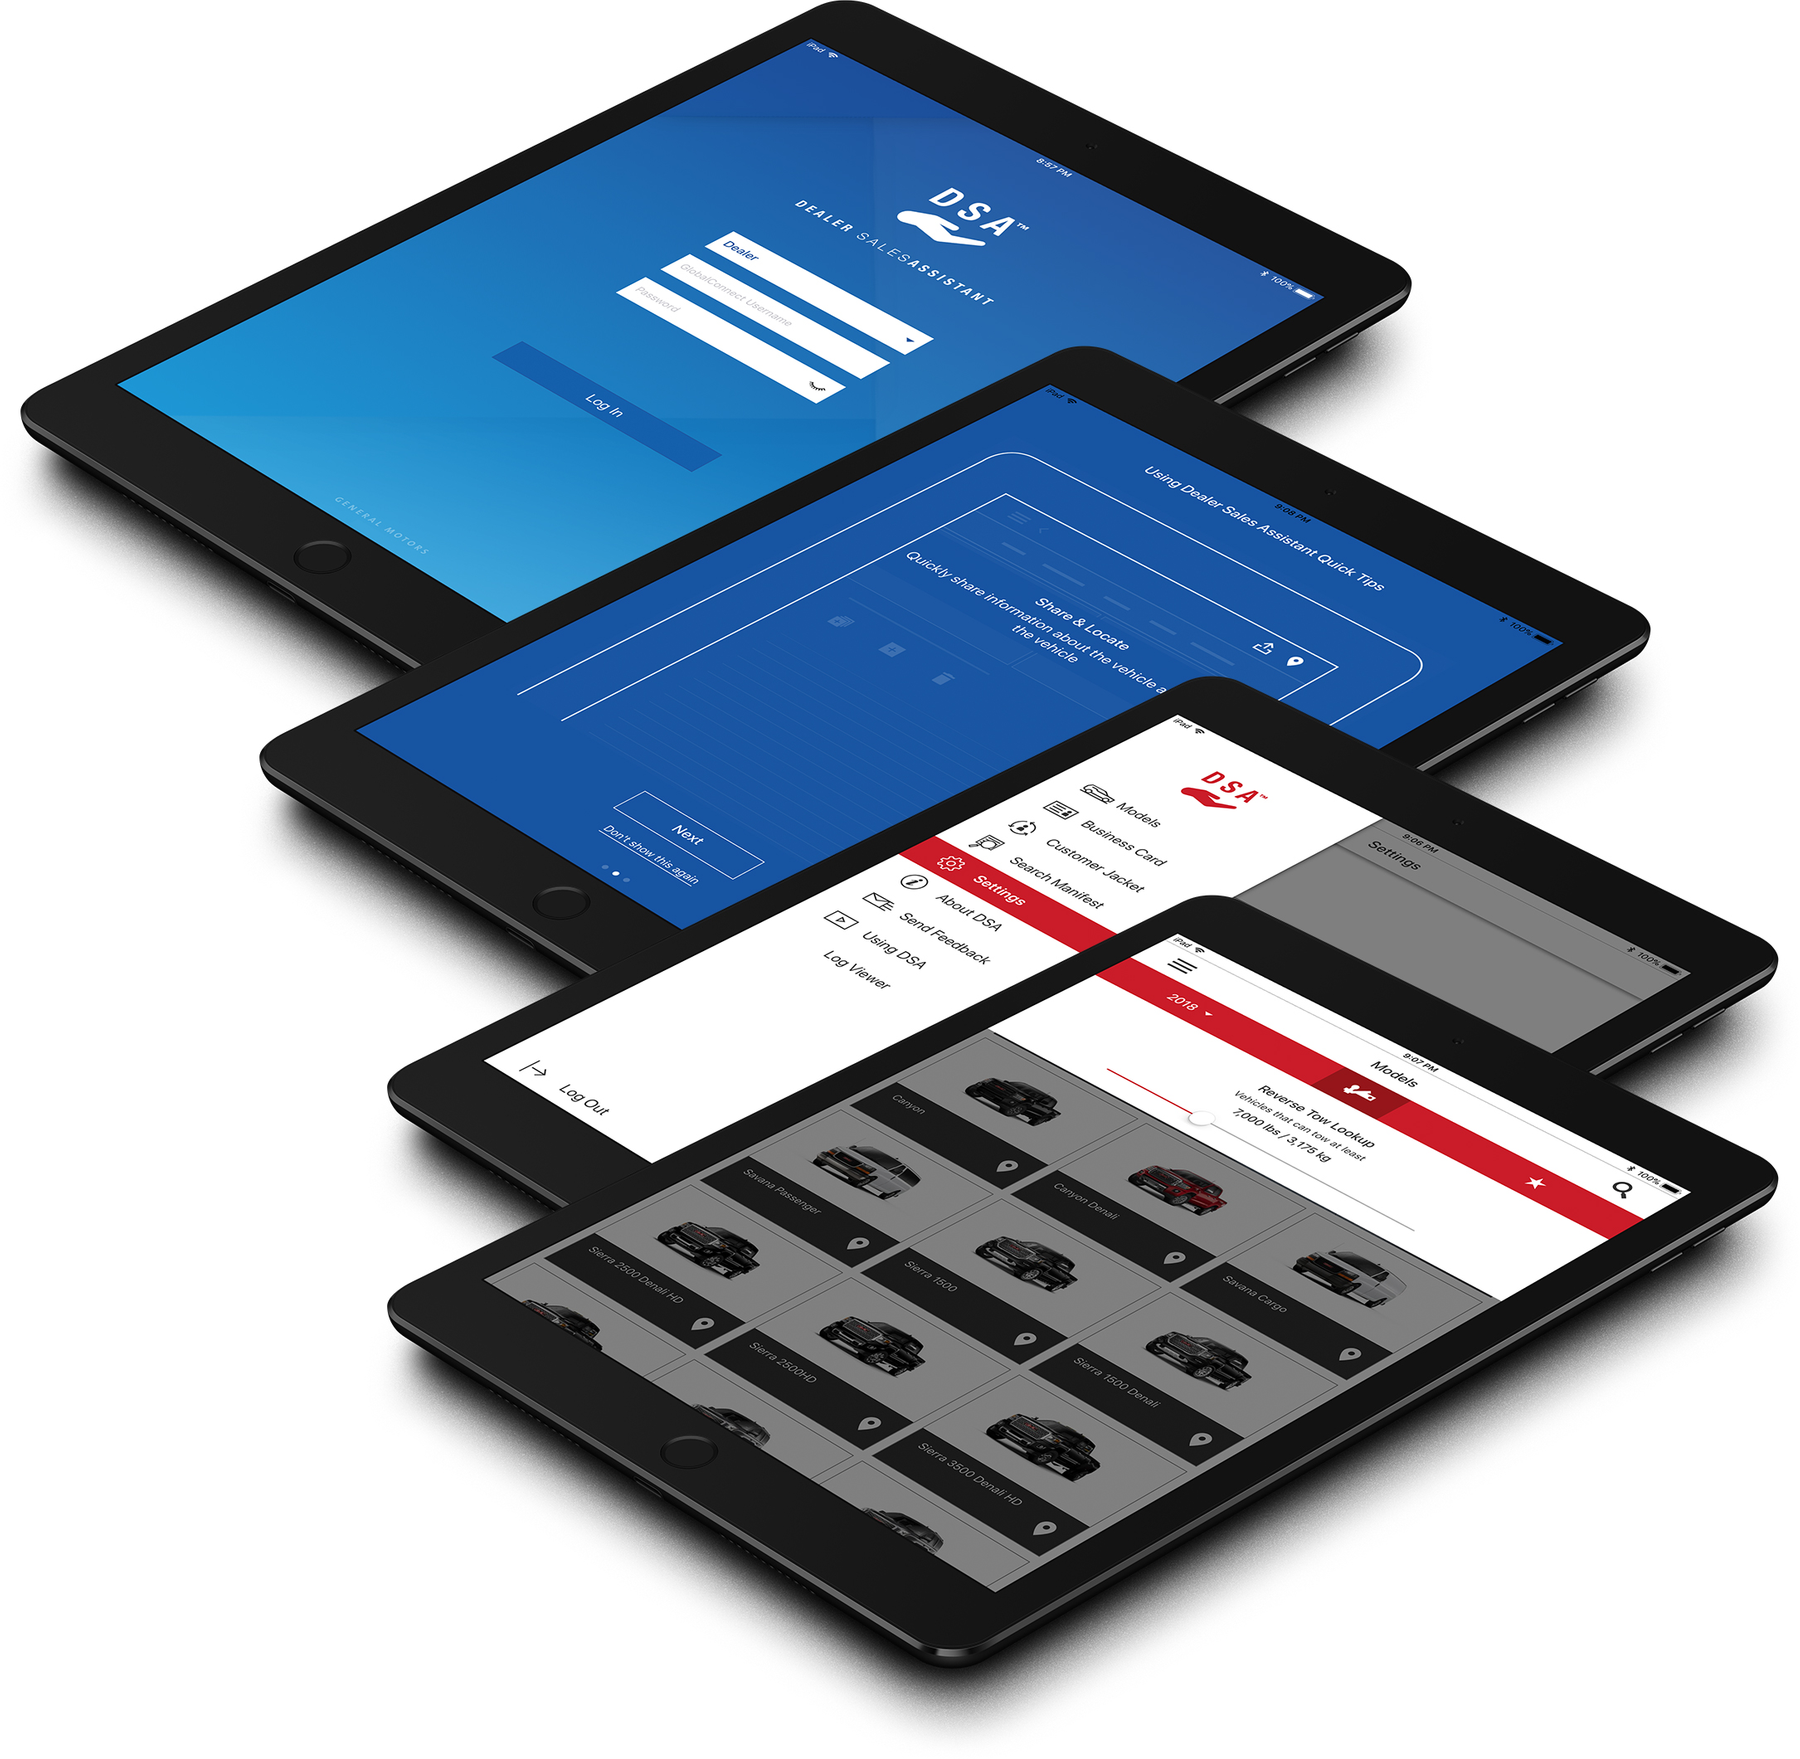 iPad
8:57 PM
100%
DSA™
DEALER SALESASSISTANT
Dealer
GlobalConnect Username
Password
Log In
GENERAL MOTORS
iPad
9:08 PM
100%
Using Dealer Sales Assistant Quick Tips
Share & Locate
Quickly share information about the vehicle a
the vehicle
Next
Don't show this again
iPad
9:06 PM
100%
DSA™
Settings
Models
Business Card
Customer Jacket
Search Manifest
Settings
About DSA
Send Feedback
Using DSA
Log Viewer
Log Out
iPad
9:07 PM
100%
Models
2018
Reverse Tow Lookup
Vehicles that can tow at least
7,000 lbs / 3,175 kg
Canyon
Canyon Denali
Savana Cargo
Savana Passenger
Sierra 1500
Sierra 1500 Denali
Sierra 2500 Denali HD
Sierra 2500HD
Sierra 3500 Denali HD